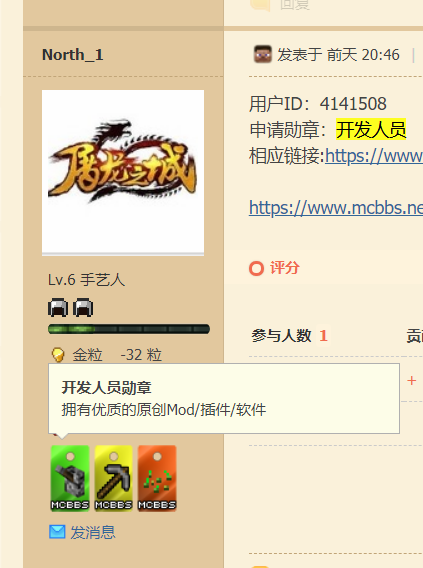 回复
North_1
发表于 前天 20:46 |
屠龙之城
用户ID：4141508
申请勋章：开发人员
相应链接:https://www
https://www.mcbbs.ne
评分
Lv.6 手艺人
参与人数 1
贡
金粒 -32 粒
+
开发人员勋章
拥有优质的原创Mod/插件/软件
MCBBS MCBBS MCBBS
发消息